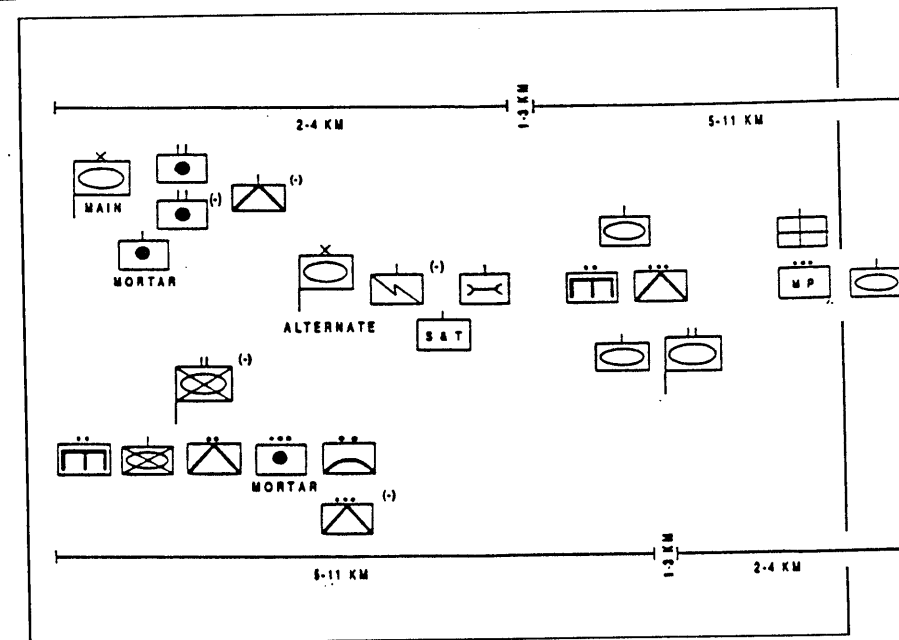 2-4 KM
1-3 KM
5-11 KM
MAIN
(-)
(-)
MORTAR
ALTERNATE
(-)
S & T
MP
(-)
MORTAR
(-)
5-11 KM
1-3 KM
2-4 KM